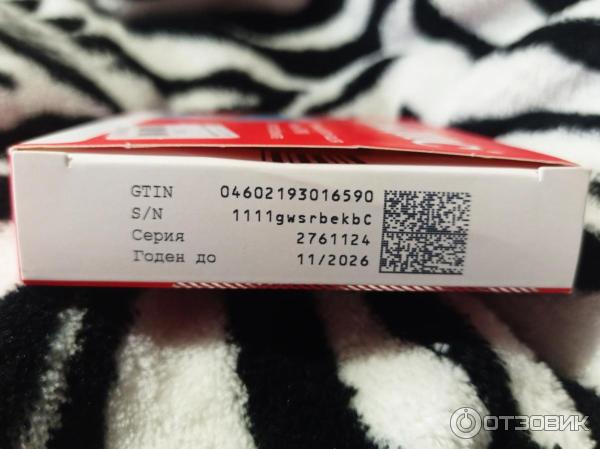 GTIN 04602193016590
S/N 1111gwsrbekbC
Серия 2761124
Годен до 11/2026
ОТЗОВИК